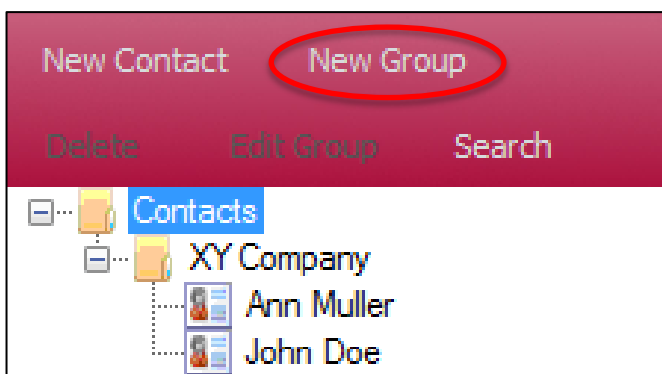 New Contact New Group
Delete Edit Group Search
Contacts
XY Company
Ann Muller
John Doe